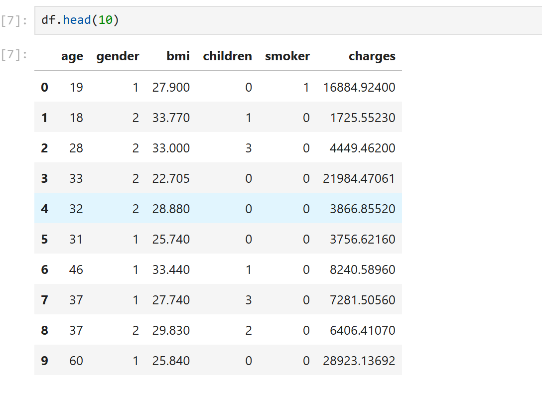 [7]: df.head(10)
[7]: age gender bmi children smoker charges
0 19 1 27.900 0 1 16884.92400
1 18 2 33.770 1 0 1725.55230
2 28 2 33.000 3 0 4449.46200
3 33 2 22.705 0 0 21984.47061
4 32 2 28.880 0 0 3866.85520
5 31 1 25.740 0 0 3756.62160
6 46 1 33.440 1 0 8240.58960
7 37 1 27.740 3 0 7281.50560
8 37 2 29.830 2 0 6406.41070
9 60 1 25.840 0 0 28923.13692